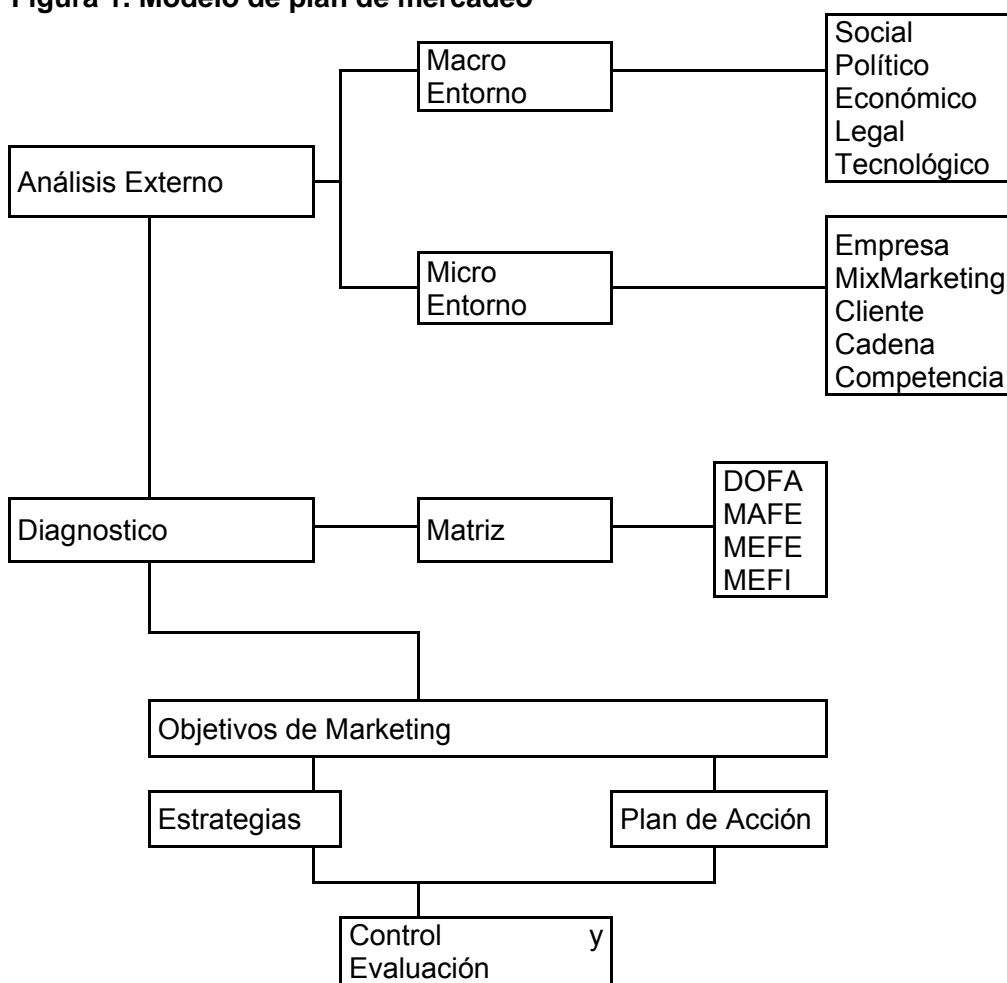 Figura 1. Modelo de plan de mercadeo
Macro
Entorno
Social
Político
Económico
Legal
Tecnológico
Análisis Externo
Micro
Entorno
Empresa
MixMarketing
Cliente
Cadena
Competencia
Diagnostico
Matriz
DOFA
MAFE
MEFE
MEFI
Objetivos de Marketing
Estrategias
Plan de Acción
Control y
Evaluación